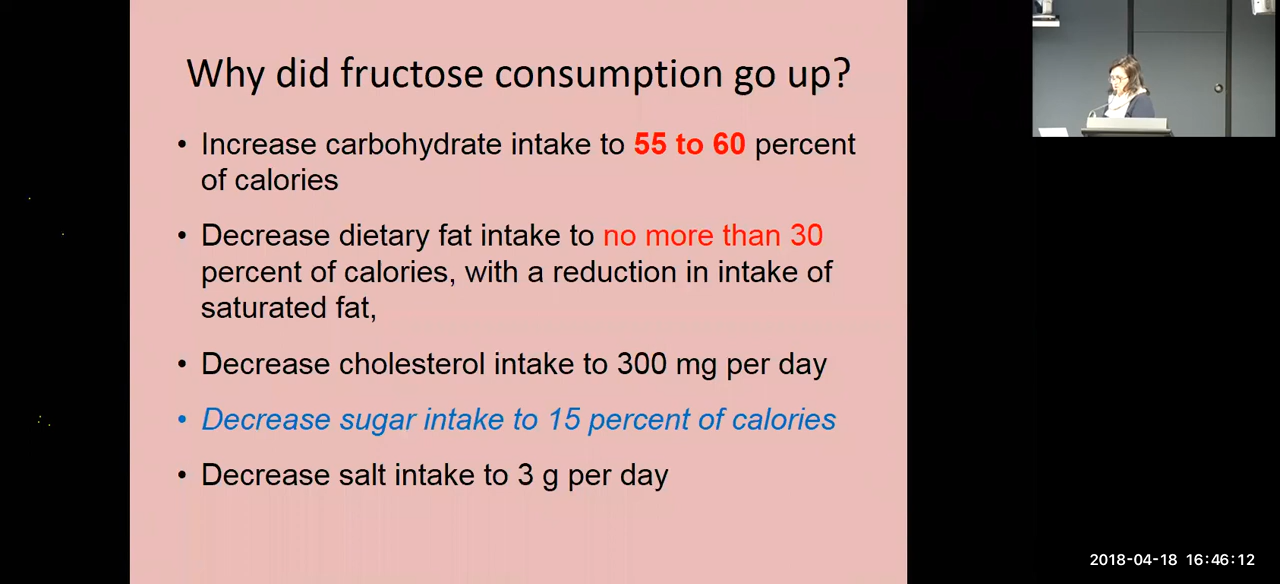 Why did fructose consumption go up?
• Increase carbohydrate intake to 55 to 60 percent
of calories
• Decrease dietary fat intake to no more than 30
percent of calories, with a reduction in intake of
saturated fat,
• Decrease cholesterol intake to 300 mg per day
• Decrease sugar intake to 15 percent of calories
• Decrease salt intake to 3 g per day
2018-04-18 16:46:12